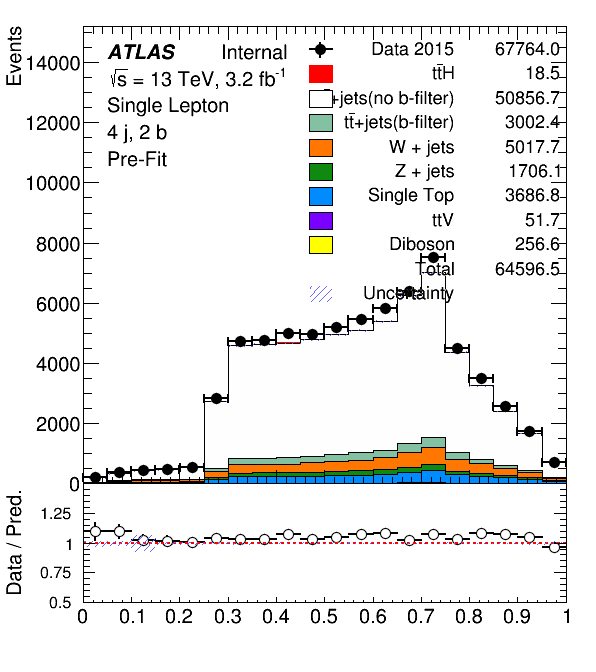 Events
14000
12000
10000
8000
6000
4000
2000
0
ATLAS Internal
√s = 13 TeV, 3.2 fb-1
Single Lepton
4 j, 2 b
Pre-Fit
Data 2015 67764.0
tt̄H 18.5
+jets(no b-filter) 50856.7
tt̄+jets(b-filter) 3002.4
W + jets 5017.7
Z + jets 1706.1
Single Top 3686.8
ttV 51.7
Diboson 256.6
Total 64596.5
Uncertainty
Data / Pred.
1.25
1
0.75
0.5
0 0.1 0.2 0.3 0.4 0.5 0.6 0.7 0.8 0.9 1